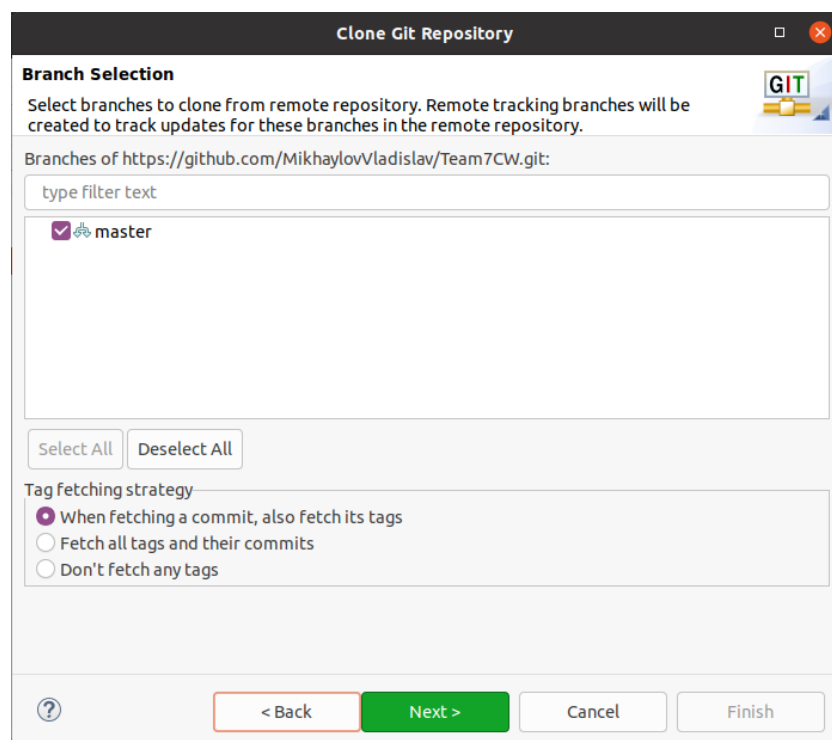 Clone Git Repository
Branch Selection
GIT
Select branches to clone from remote repository. Remote tracking branches will be
created to track updates for these branches in the remote repository.
Branches of https://github.com/MikhaylovVladislav/Team7CW.git:
type filter text
master
Select All Deselect All
Tag fetching strategy
When fetching a commit, also fetch its tags
Fetch all tags and their commits
Don't fetch any tags
? < Back Next > Cancel Finish